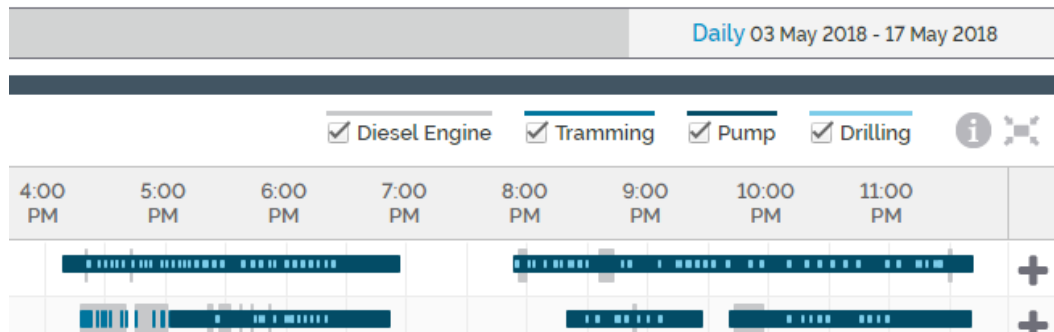 Daily 03 May 2018 - 17 May 2018
Diesel Engine Tramming Pump Drilling
4:00 5:00 6:00 7:00 8:00 9:00 10:00 11:00
PM PM PM PM PM PM PM PM